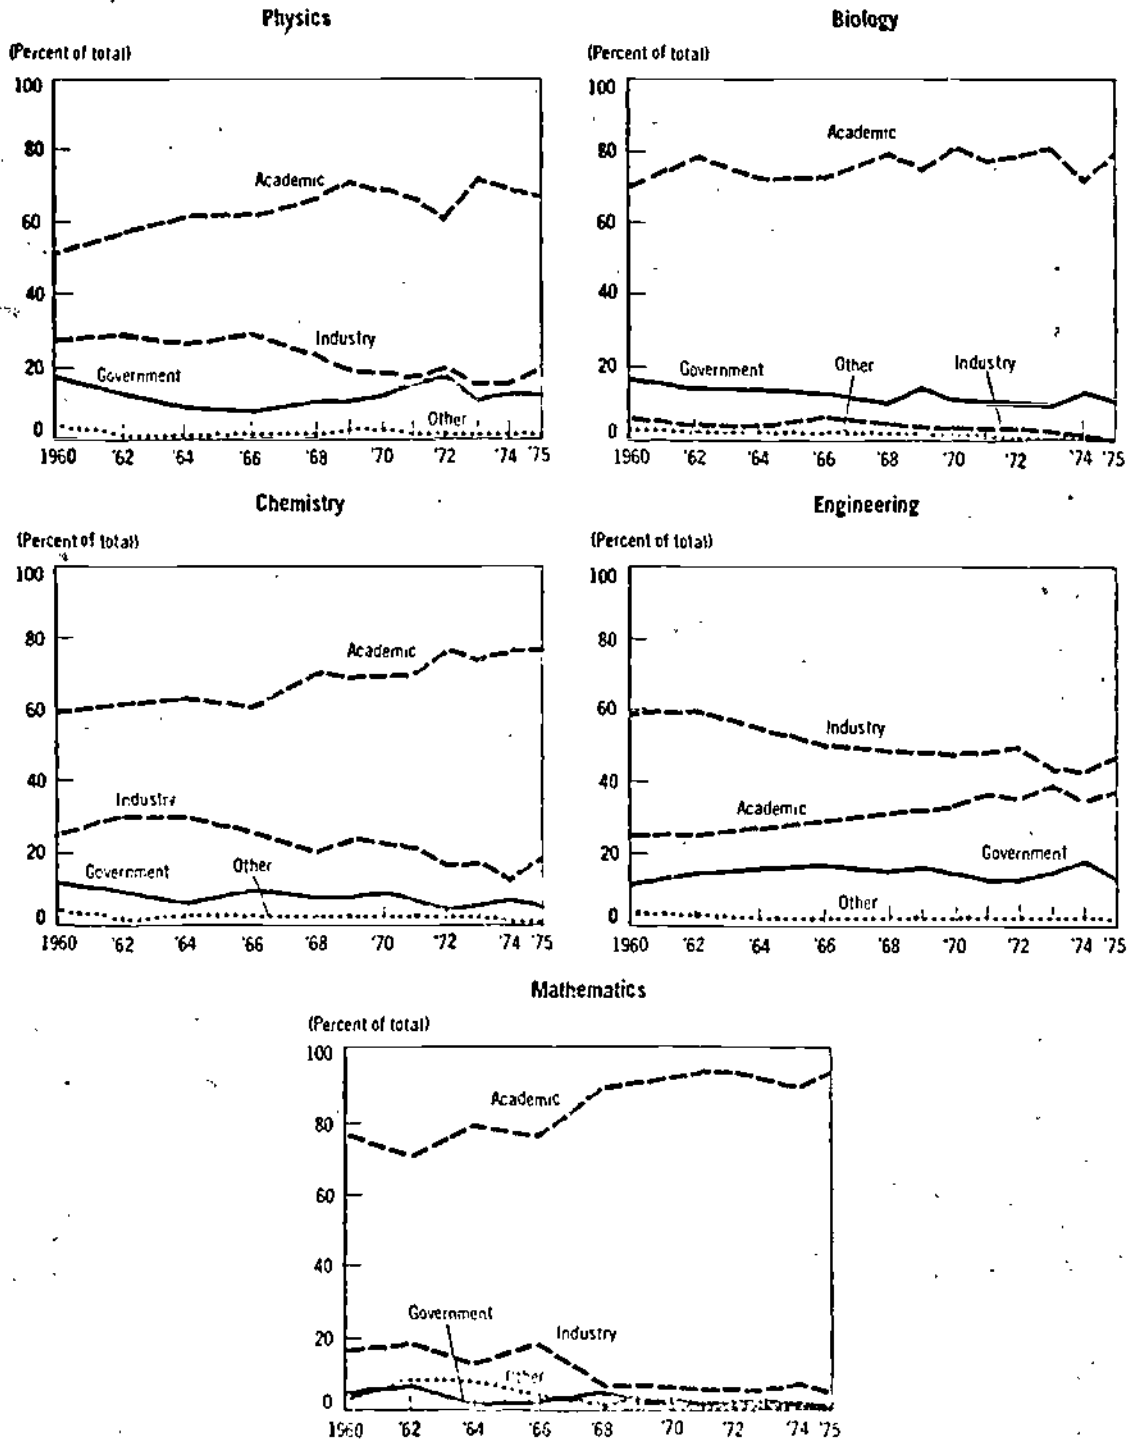 Physics
(Percent of total)
100
80
60
40
20
0
Academic
Industry
Government
Other
1960 '62 '64 '66 '68 '70 '72 '74 '75
Biology
(Percent of total)
100
80
60
40
20
0
Academic
Government
Other
Industry
1960 '62 '64 '66 '68 '70 '72 '74 '75
Chemistry
(Percent of total)
100
80
60
40
20
0
Academic
Industry
Government
Other
1960 '62 '64 '66 '68 '70 '72 '74 '75
Engineering
(Percent of total)
100
80
60
40
20
0
Industry
Academic
Government
Other
1960 '62 '64 '66 '68 '70 '72 '74 '75
Mathematics
(Percent of total)
100
80
60
40
20
0
Academic
Government
Industry
Other
1960 '62 '64 '66 '68 '70 '72 '74 '75